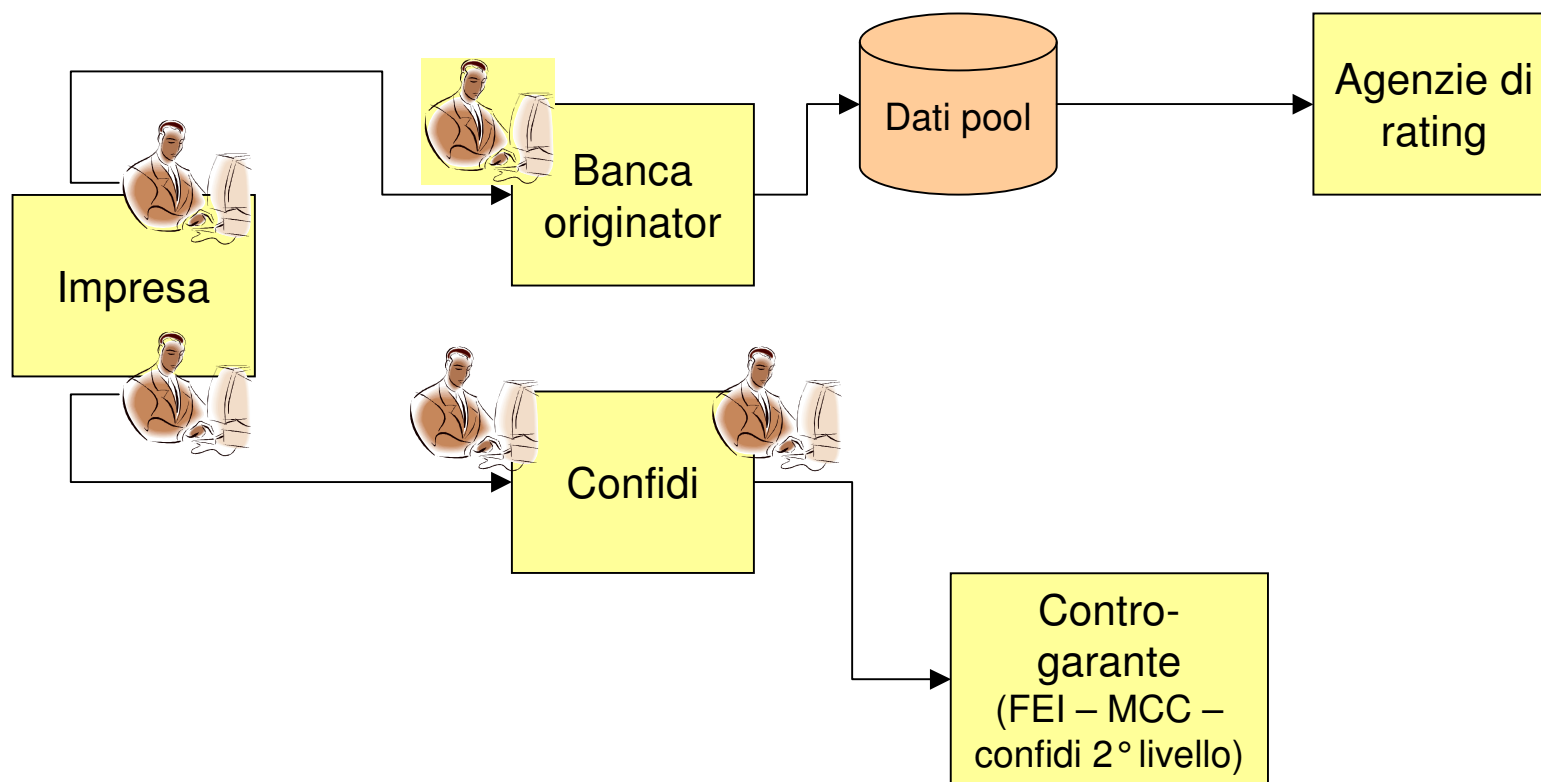 Dati pool
Agenzie di
rating
Banca
originator
Impresa
Confidi
Contro-
garante
(FEI – MCC –
confidi 2° livello)